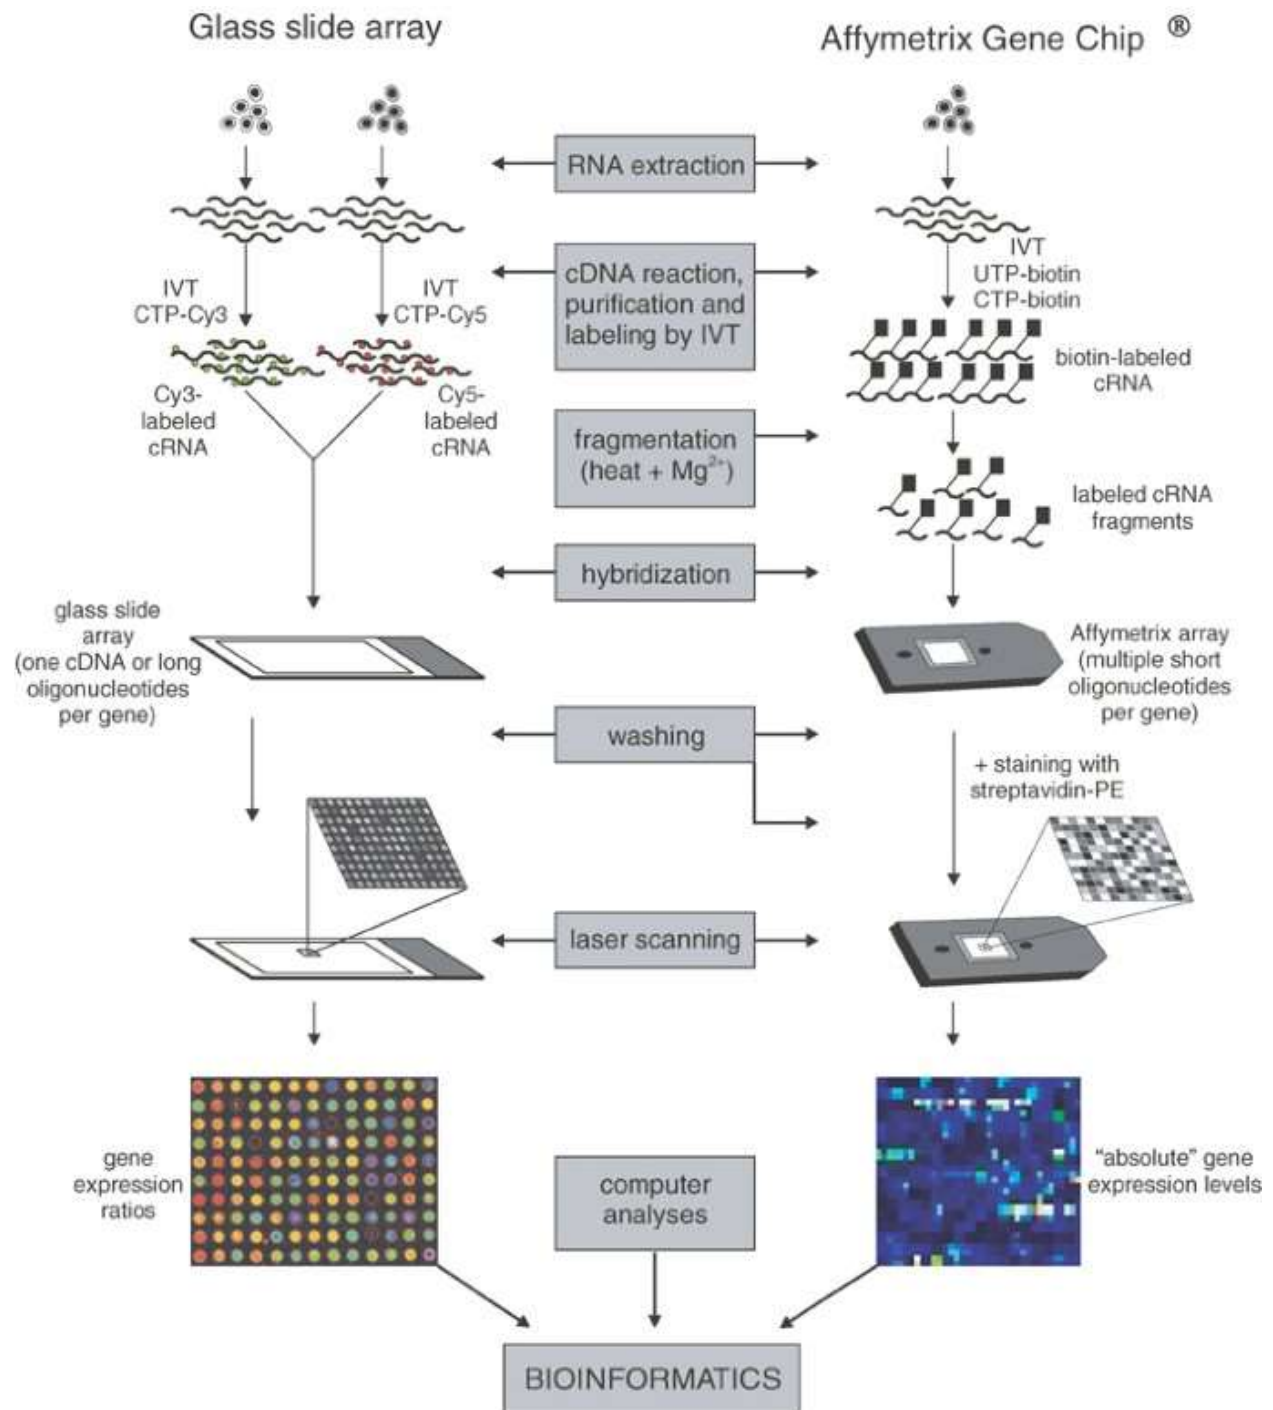 Glass slide array
Affymetrix Gene Chip ®
RNA extraction
IVT
CTP-Cy3
IVT
CTP-Cy5
cDNA reaction,
purification and
labeling by IVT
IVT
UTP-biotin
CTP-biotin
biotin-labeled
cRNA
Cy3-
labeled
cRNA
Cy5-
labeled
cRNA
fragmentation
(heat + Mg²⁺)
labeled cRNA
fragments
hybridization
glass slide
array
(one cDNA or long
oligonucleotides
per gene)
Affymetrix array
(multiple short
oligonucleotides
per gene)
washing
+ staining with
streptavidin-PE
laser scanning
gene
expression
ratios
computer
analyses
"absolute" gene
expression levels
BIOINFORMATICS